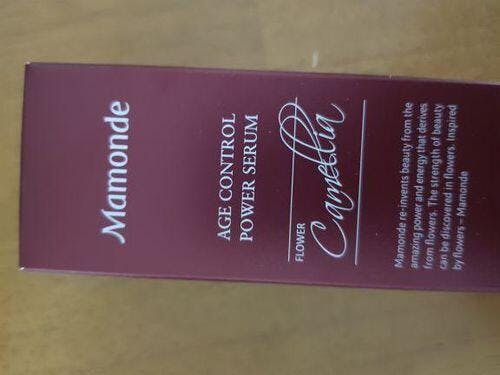 Mamonde
AGE CONTROL
POWER SERUM
FLOWER
Camellia
Mamonde re-invents beauty from the
amazing power and energy that derives
from flowers. The strength of beauty
can be discovered in flowers. Inspired
by flowers – Mamonde